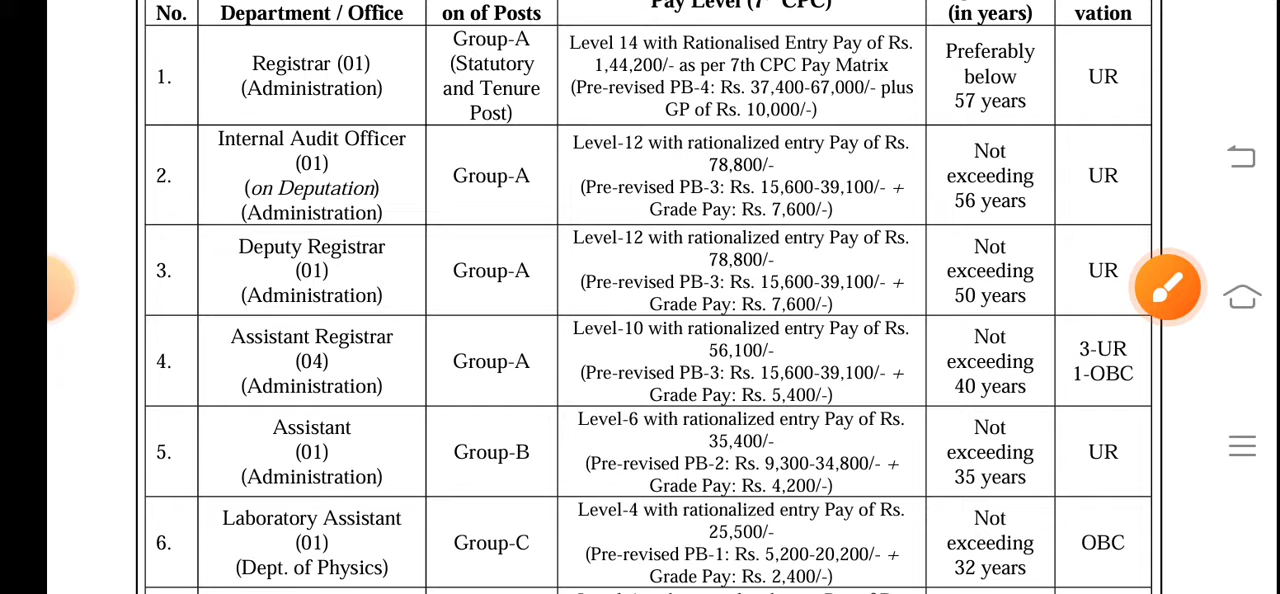 No.
Department / Office
on of Posts
Pay Level (7th CPC)
(in years)
vation
1.
Registrar (01)
(Administration)
Group-A
(Statutory
and Tenure
Post)
Level 14 with Rationalised Entry Pay of Rs.
1,44,200/- as per 7th CPC Pay Matrix
(Pre-revised PB-4: Rs. 37,400-67,000/- plus
GP of Rs. 10,000/-)
Preferably
below
57 years
UR
2.
Internal Audit Officer
(01)
(on Deputation)
(Administration)
Group-A
Level-12 with rationalized entry Pay of Rs.
78,800/-
(Pre-revised PB-3: Rs. 15,600-39,100/- +
Grade Pay: Rs. 7,600/-)
Not
exceeding
56 years
UR
3.
Deputy Registrar
(01)
(Administration)
Group-A
Level-12 with rationalized entry Pay of Rs.
78,800/-
(Pre-revised PB-3: Rs. 15,600-39,100/- +
Grade Pay: Rs. 7,600/-)
Not
exceeding
50 years
UR
4.
Assistant Registrar
(04)
(Administration)
Group-A
Level-10 with rationalized entry Pay of Rs.
56,100/-
(Pre-revised PB-3: Rs. 15,600-39,100/- +
Grade Pay: Rs. 5,400/-)
Not
exceeding
40 years
3-UR
1-OBC
5.
Assistant
(01)
(Administration)
Group-B
Level-6 with rationalized entry Pay of Rs.
35,400/-
(Pre-revised PB-2: Rs. 9,300-34,800/- +
Grade Pay: Rs. 4,200/-)
Not
exceeding
35 years
UR
6.
Laboratory Assistant
(01)
(Dept. of Physics)
Group-C
Level-4 with rationalized entry Pay of Rs.
25,500/-
(Pre-revised PB-1: Rs. 5,200-20,200/- +
Grade Pay: Rs. 2,400/-)
Not
exceeding
32 years
OBC